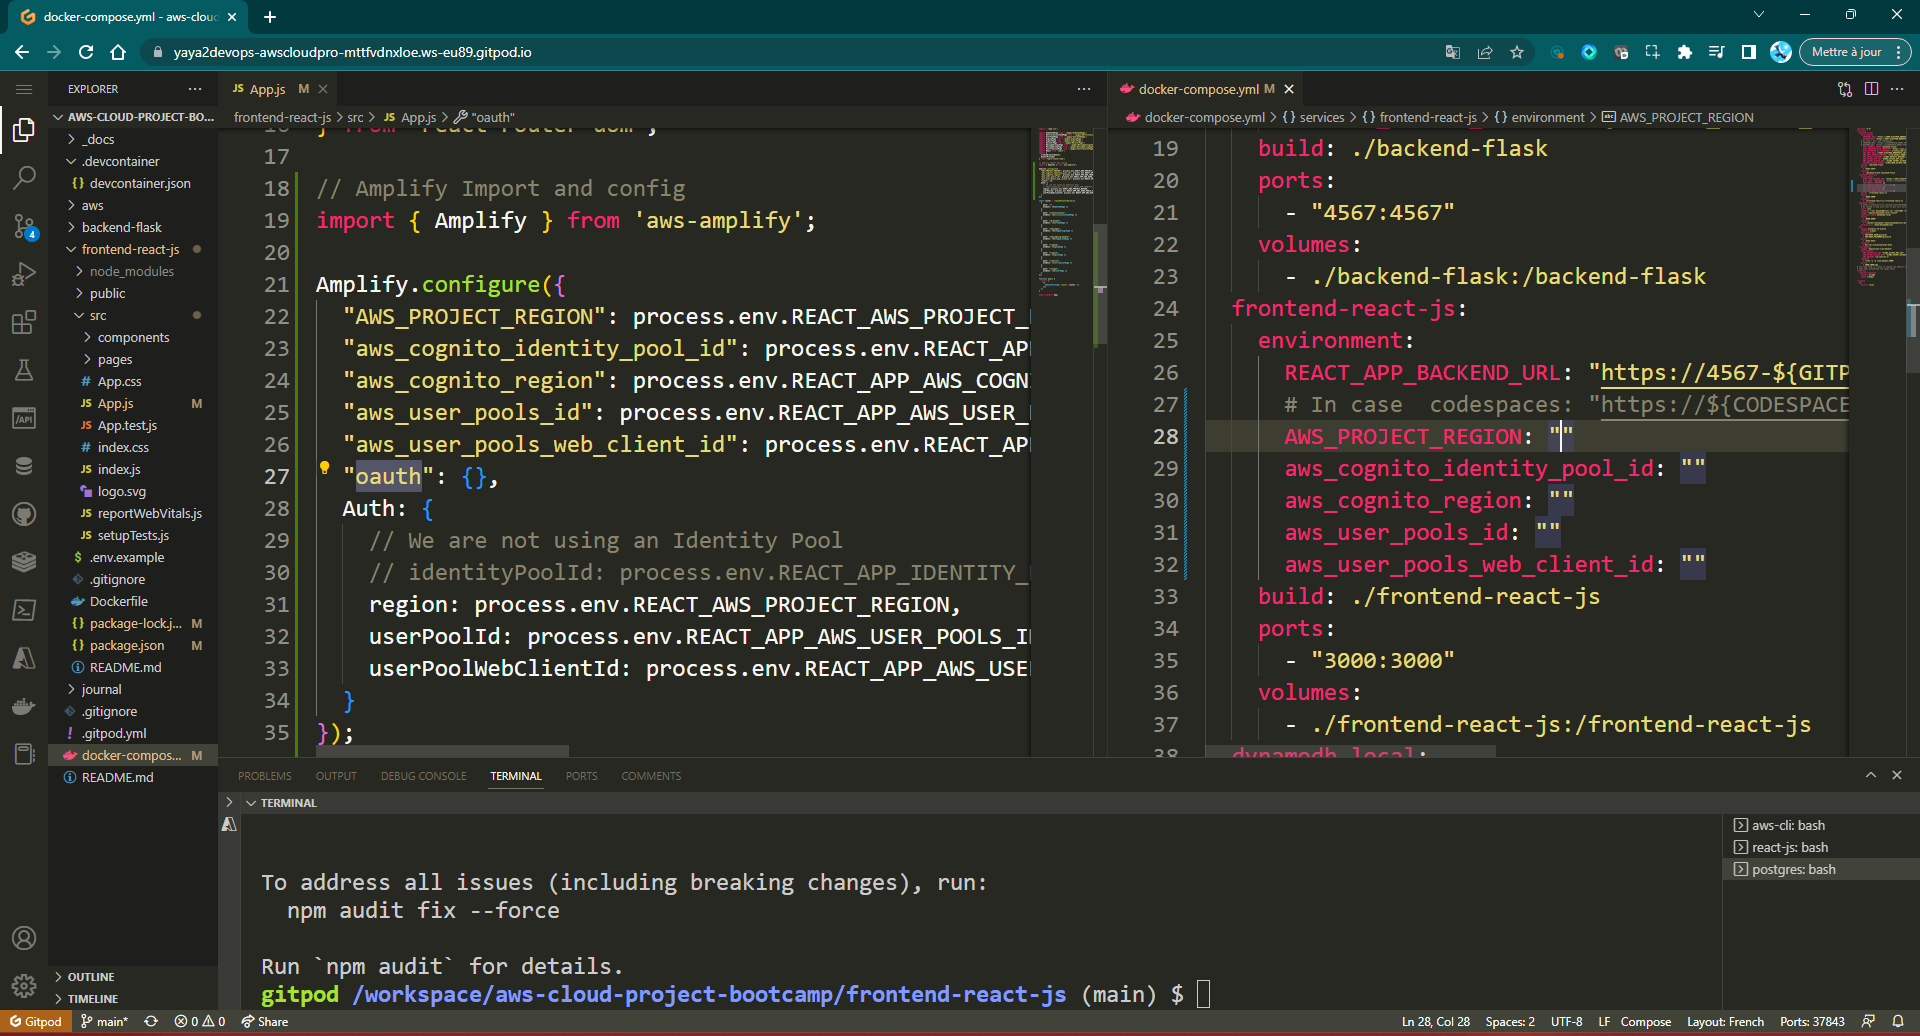 docker-compose.yml - aws-cloud
yaya2devops-awscloudpro-mttfvdnxloe.ws-eu89.gitpod.io
Mettre à jour
EXPLORER
AWS-CLOUD-PROJECT-BO...
_docs
.devcontainer
devcontainer.json
aws
backend-flask
frontend-react-js
node_modules
public
src
components
pages
App.css
App.js M
App.test.js
index.css
index.js
logo.svg
reportWebVitals.js
setupTests.js
.env.example
.gitignore
Dockerfile
package-lock.j... M
package.json M
README.md
journal
.gitignore
.gitpod.yml
docker-compos... M
README.md
OUTLINE
TIMELINE
4
API
JS App.js M
frontend-react-js > src > JS App.js > "oauth"
16 } from 'react-router-dom';
17
18 // Amplify Import and config
19 import { Amplify } from 'aws-amplify';
20
21 Amplify.configure({
22 "AWS_PROJECT_REGION": process.env.REACT_AWS_PROJECT_
23 "aws_cognito_identity_pool_id": process.env.REACT_AP
24 "aws_cognito_region": process.env.REACT_APP_AWS_COGN
25 "aws_user_pools_id": process.env.REACT_APP_AWS_USER_
26 "aws_user_pools_web_client_id": process.env.REACT_AP
27 "oauth": {},
28 Auth: {
29 // We are not using an Identity Pool
30 // identityPoolId: process.env.REACT_APP_IDENTITY_
31 region: process.env.REACT_AWS_PROJECT_REGION,
32 userPoolId: process.env.REACT_APP_AWS_USER_POOLS_I
33 userPoolWebClientId: process.env.REACT_APP_AWS_USE
34 }
35 });
docker-compose.yml M
docker-compose.yml > {} services > {} frontend-react-js > {} environment > AWS_PROJECT_REGION
19 build: ./backend-flask
20 ports:
21 - "4567:4567"
22 volumes:
23 - ./backend-flask:/backend-flask
24 frontend-react-js:
25 environment:
26 REACT_APP_BACKEND_URL: "https://4567-${GITP
27 # In case  codespaces: "https://${CODESPACE
28 AWS_PROJECT_REGION: ""
29 aws_cognito_identity_pool_id: ""
30 aws_cognito_region: ""
31 aws_user_pools_id: ""
32 aws_user_pools_web_client_id: ""
33 build: ./frontend-react-js
34 ports:
35 - "3000:3000"
36 volumes:
37 - ./frontend-react-js:/frontend-react-js
38 dynamodb-local:
PROBLEMS OUTPUT DEBUG CONSOLE TERMINAL PORTS COMMENTS
TERMINAL
To address all issues (including breaking changes), run:
npm audit fix --force
Run `npm audit` for details.
gitpod /workspace/aws-cloud-project-bootcamp/frontend-react-js (main) $
aws-cli: bash
react-js: bash
postgres: bash
Gitpod main* 0 0 Share
Ln 28, Col 28 Spaces: 2 UTF-8 LF Compose Layout: French Ports: 37843